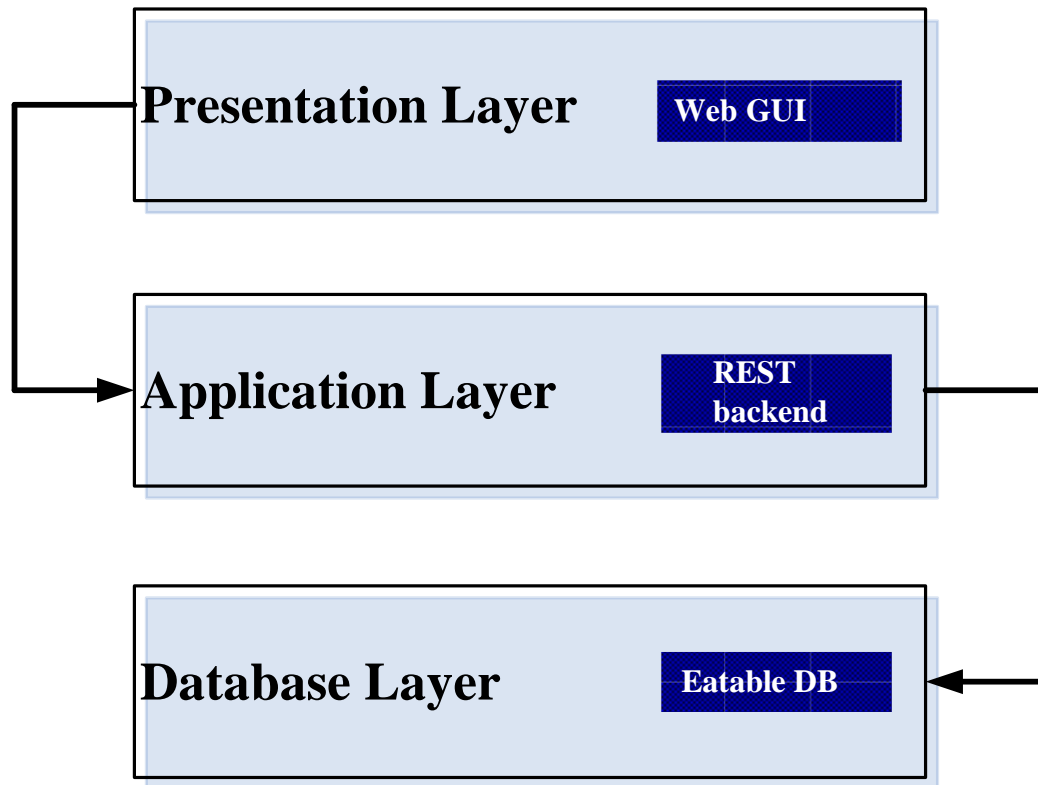 Presentation Layer
Web GUI
Application Layer
REST
backend
Database Layer
Eatable DB